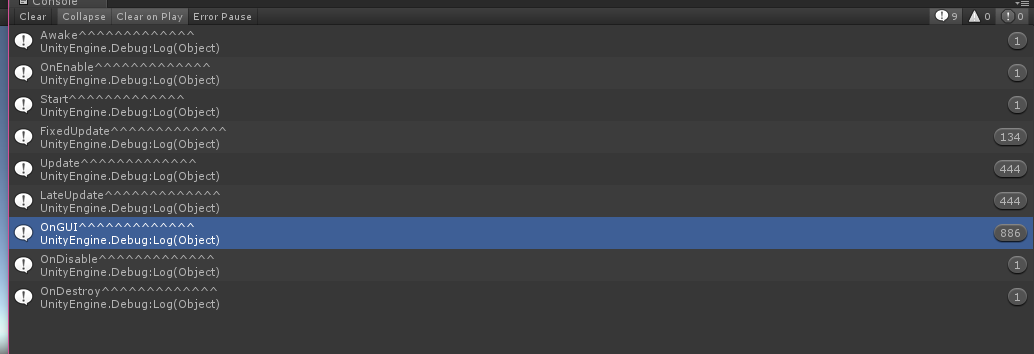 Console
Clear Collapse Clear on Play Error Pause 9 0 0
Awake^^^^^^^^^^^^^
UnityEngine.Debug:Log(Object)
1
OnEnable^^^^^^^^^^^^^
UnityEngine.Debug:Log(Object)
1
Start^^^^^^^^^^^^^
UnityEngine.Debug:Log(Object)
1
FixedUpdate^^^^^^^^^^^^^
UnityEngine.Debug:Log(Object)
134
Update^^^^^^^^^^^^^
UnityEngine.Debug:Log(Object)
444
LateUpdate^^^^^^^^^^^^^
UnityEngine.Debug:Log(Object)
444
OnGUI^^^^^^^^^^^^^
UnityEngine.Debug:Log(Object)
886
OnDisable^^^^^^^^^^^^^
UnityEngine.Debug:Log(Object)
1
OnDestroy^^^^^^^^^^^^^
UnityEngine.Debug:Log(Object)
1